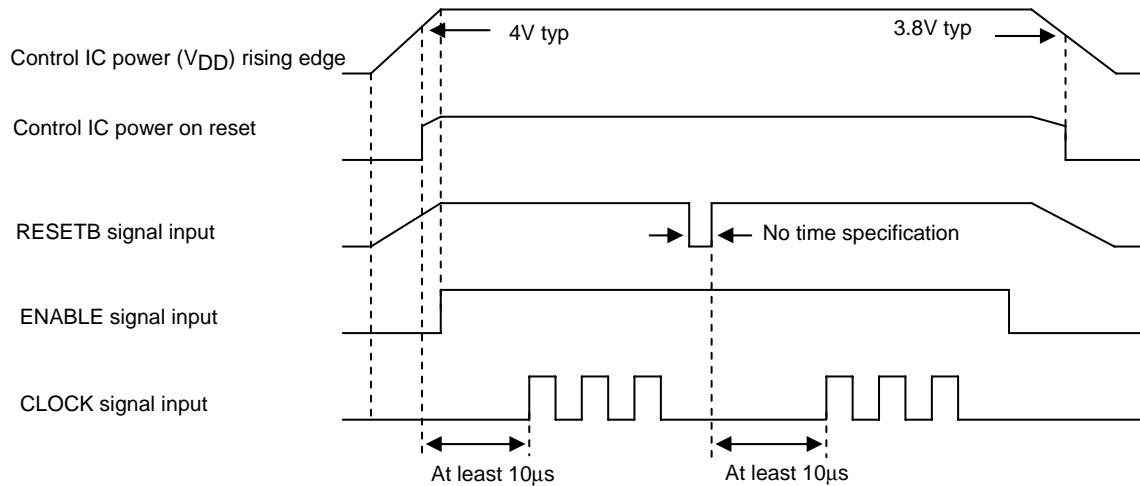 4V typ
3.8V typ
Control IC power (VDD) rising edge
Control IC power on reset
RESETB signal input
No time specification
ENABLE signal input
CLOCK signal input
At least 10μs
At least 10μs